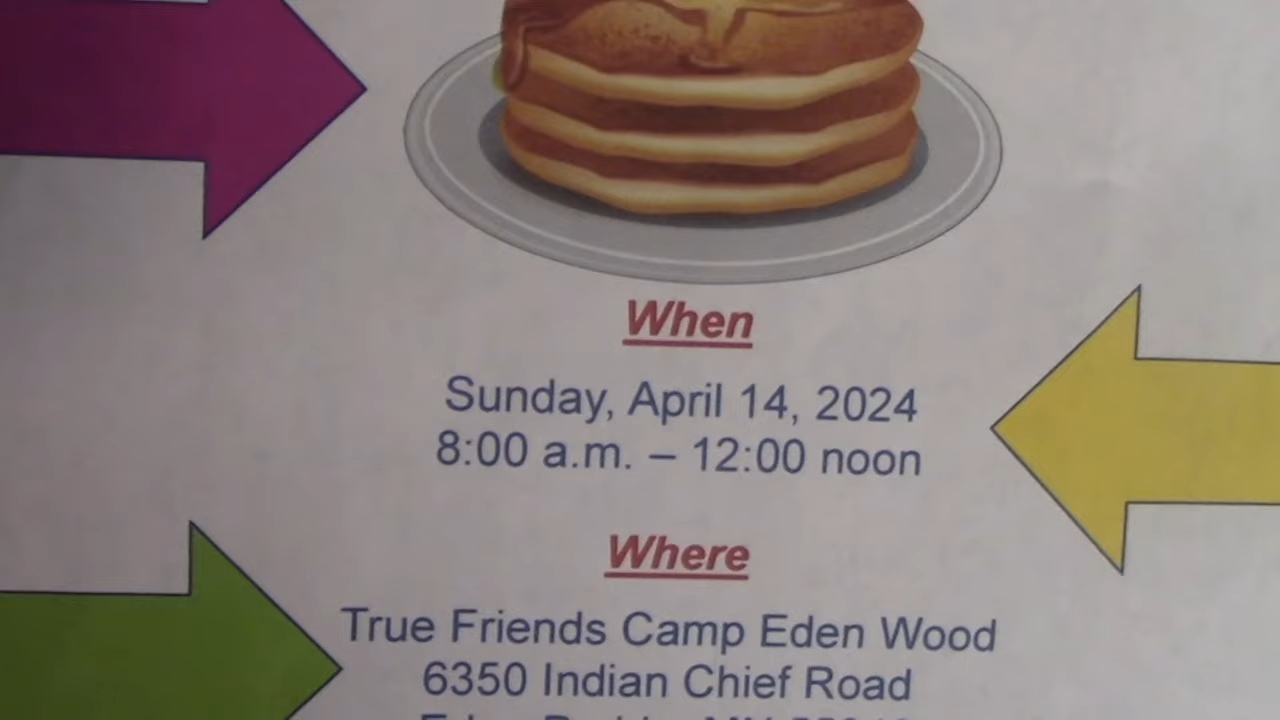 When
Sunday, April 14, 2024
8:00 a.m. – 12:00 noon
Where
True Friends Camp Eden Wood
6350 Indian Chief Road